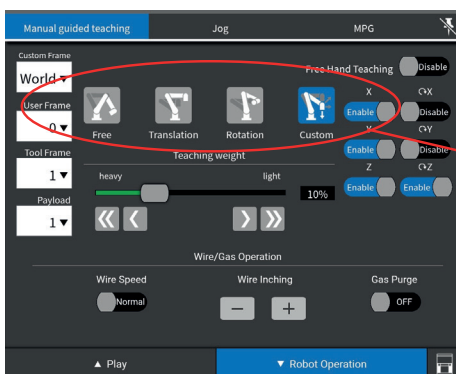 Manual guided teaching
Jog
MPG
Custom Frame
World ▼
User Frame
0 ▼
Tool Frame
1 ▼
Payload
1 ▼
Free
Translation
Rotation
Custom
Free Hand Teaching
Disable
X
↷X
Enable
Disable
Y
↷Y
Enable
Disable
Z
↷Z
Enable
Enable
Teaching weight
heavy
light
10%
Wire/Gas Operation
Wire Speed
Wire Inching
Gas Purge
Normal
−
+
OFF
▲ Play
▼ Robot Operation